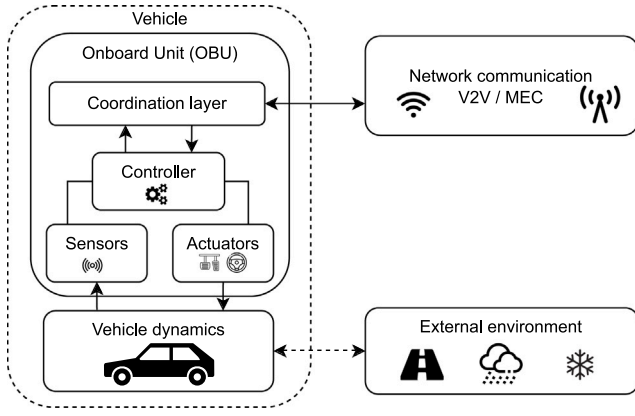 Vehicle
Onboard Unit (OBU)
Coordination layer
Controller
Sensors
Actuators
Vehicle dynamics
Network communication
V2V / MEC
External environment